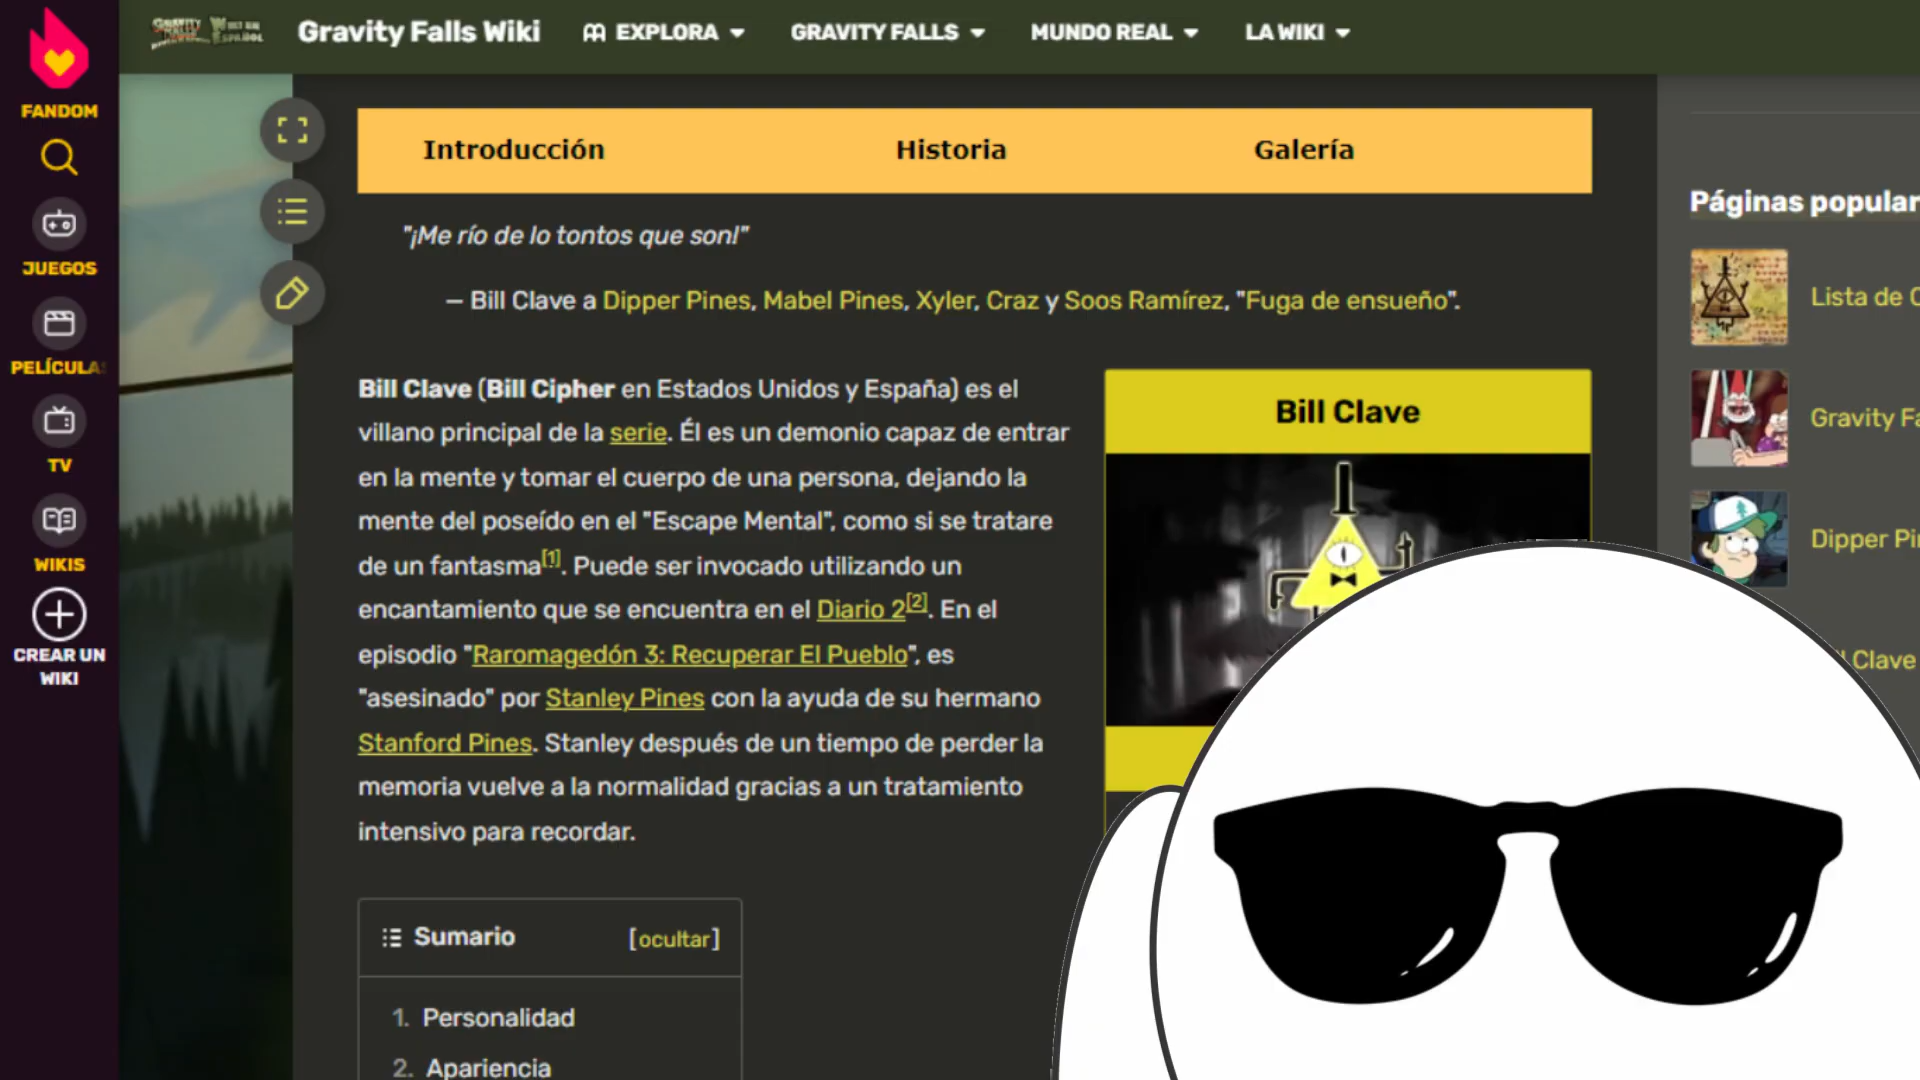 Gravity Falls Wiki
EXPLORA
GRAVITY FALLS
MUNDO REAL
LA WIKI
FANDOM
JUEGOS
PELÍCULAS
TV
WIKIS
CREAR UN
WIKI
Introducción
Historia
Galería
"¡Me río de lo tontos que son!"
— Bill Clave a Dipper Pines, Mabel Pines, Xyler, Craz y Soos Ramírez, "Fuga de ensueño".
Bill Clave (Bill Cipher en Estados Unidos y España) es el
villano principal de la serie. Él es un demonio capaz de entrar
en la mente y tomar el cuerpo de una persona, dejando la
mente del poseído en el "Escape Mental", como si se tratare
de un fantasma[1]. Puede ser invocado utilizando un
encantamiento que se encuentra en el Diario 2[2]. En el
episodio "Raromagedón 3: Recuperar El Pueblo", es
"asesinado" por Stanley Pines con la ayuda de su hermano
Stanford Pines. Stanley después de un tiempo de perder la
memoria vuelve a la normalidad gracias a un tratamiento
intensivo para recordar.
Bill Clave
Sumario [ocultar]
1. Personalidad
2. Apariencia
Páginas popular
Lista de
Gravity Fa
Dipper Pin
Clave